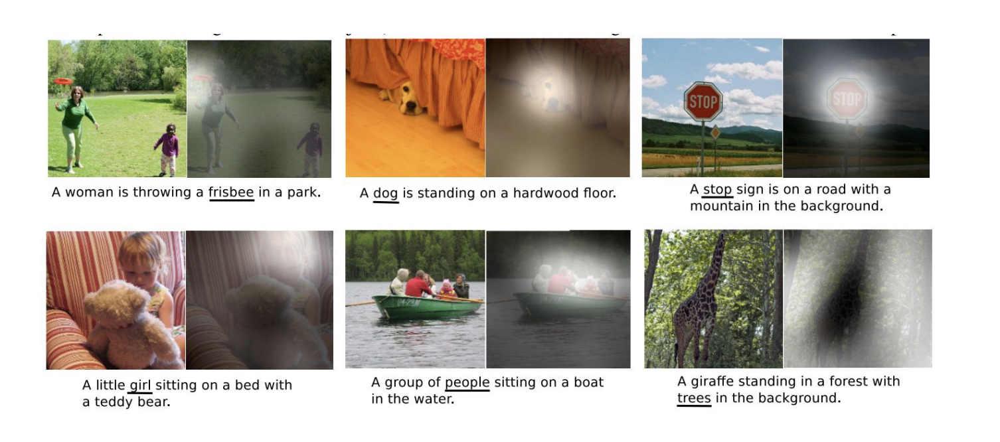 A woman is throwing a frisbee in a park.
A dog is standing on a hardwood floor.
STOP
STOP
A stop sign is on a road with a
mountain in the background.
A little girl sitting on a bed with
a teddy bear.
A group of people sitting on a boat
in the water.
A giraffe standing in a forest with
trees in the background.